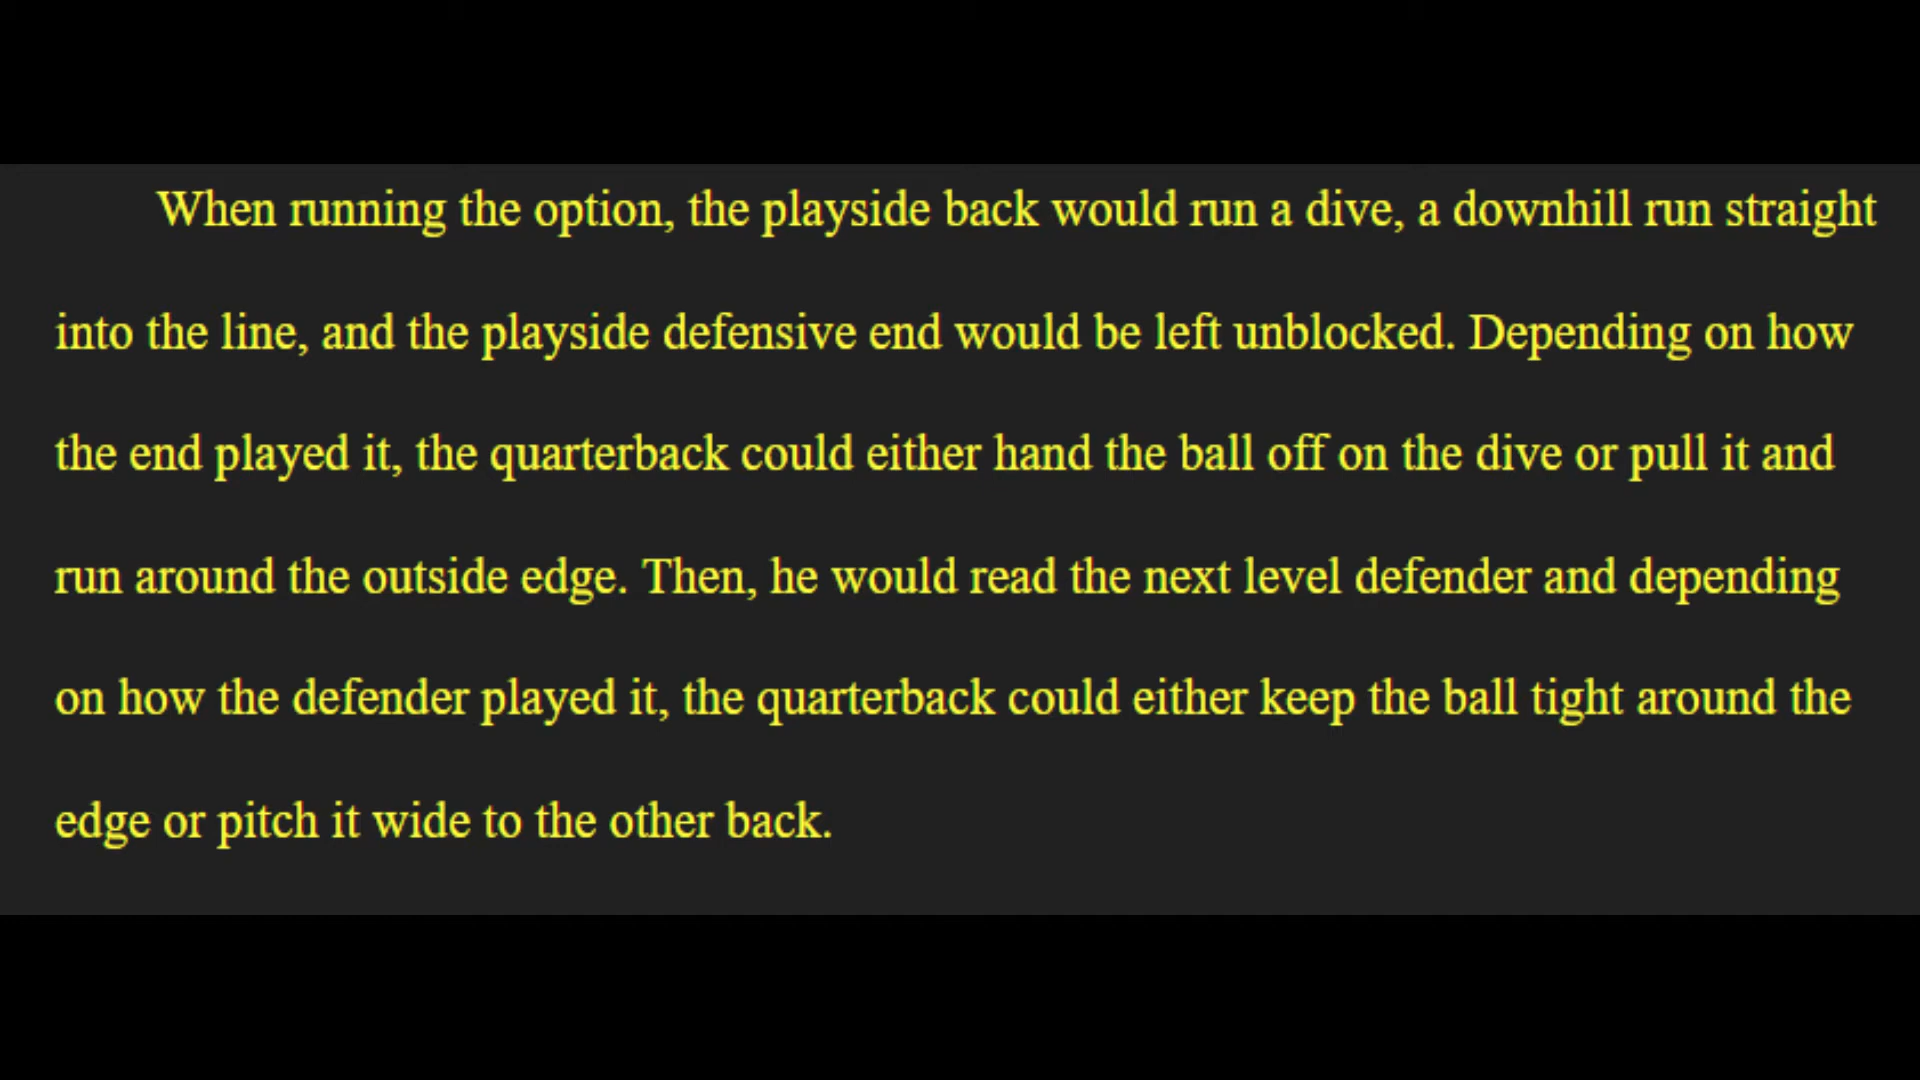 When running the option, the playside back would run a dive, a downhill run straight
into the line, and the playside defensive end would be left unblocked. Depending on how
the end played it, the quarterback could either hand the ball off on the dive or pull it and
run around the outside edge. Then, he would read the next level defender and depending
on how the defender played it, the quarterback could either keep the ball tight around the
edge or pitch it wide to the other back.